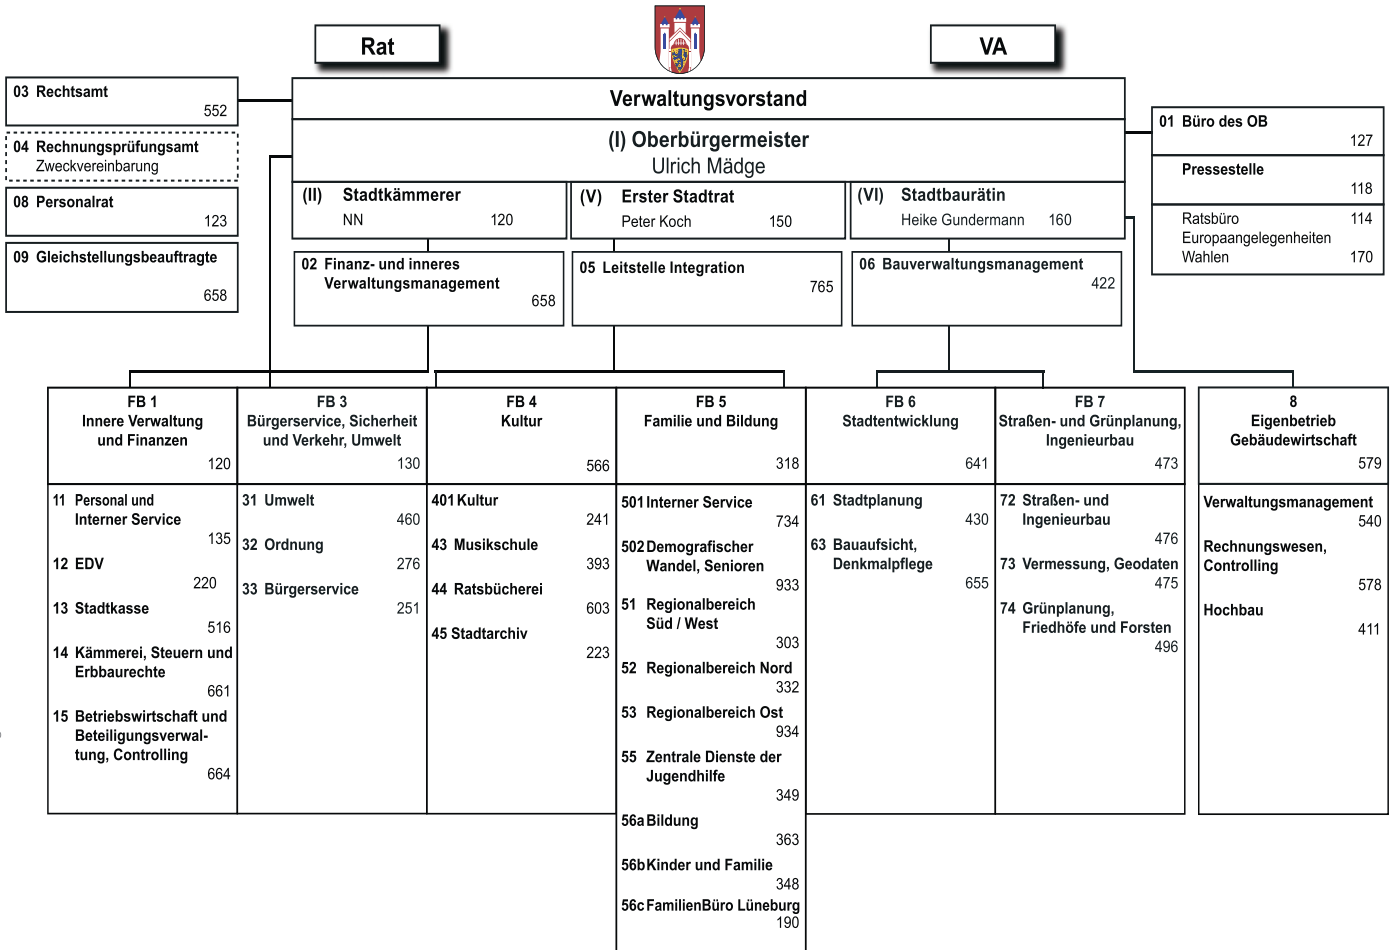 Rat
VA
03 Rechtsamt
552
04 Rechnungsprüfungsamt
Zweckvereinbarung
08 Personalrat
123
09 Gleichstellungsbeauftragte
658
Verwaltungsvorstand
(I) Oberbürgermeister
Ulrich Mädge
(II) Stadtkämmerer
NN 120
(V) Erster Stadtrat
Peter Koch 150
(VI) Stadtbaurätin
Heike Gundermann 160
01 Büro des OB
127
Pressestelle
118
Ratsbüro 114
Europaangelegenheiten
Wahlen 170
02 Finanz- und inneres
Verwaltungsmanagement
658
05 Leitstelle Integration
765
06 Bauverwaltungsmanagement
422
FB 1
Innere Verwaltung
und Finanzen
120
11 Personal und
Interner Service
135
12 EDV
220
13 Stadtkasse
516
14 Kämmerei, Steuern und
Erbbaurechte
661
15 Betriebswirtschaft und
Beteiligungsverwal-
tung, Controlling
664
FB 3
Bürgerservice, Sicherheit
und Verkehr, Umwelt
130
31 Umwelt
460
32 Ordnung
276
33 Bürgerservice
251
FB 4
Kultur
566
401 Kultur
241
43 Musikschule
393
44 Ratsbücherei
603
45 Stadtarchiv
223
FB 5
Familie und Bildung
318
501 Interner Service
734
502 Demografischer
Wandel, Senioren
933
51 Regionalbereich
Süd / West
303
52 Regionalbereich Nord
332
53 Regionalbereich Ost
934
55 Zentrale Dienste der
Jugendhilfe
349
56a Bildung
363
56b Kinder und Familie
348
56c FamilienBüro Lüneburg
190
FB 6
Stadtentwicklung
641
61 Stadtplanung
430
63 Bauaufsicht,
Denkmalpflege
655
FB 7
Straßen- und Grünplanung,
Ingenieurbau
473
72 Straßen- und
Ingenieurbau
476
73 Vermessung, Geodaten
475
74 Grünplanung,
Friedhöfe und Forsten
496
8
Eigenbetrieb
Gebäudewirtschaft
579
Verwaltungsmanagement
540
Rechnungswesen,
Controlling
578
Hochbau
411